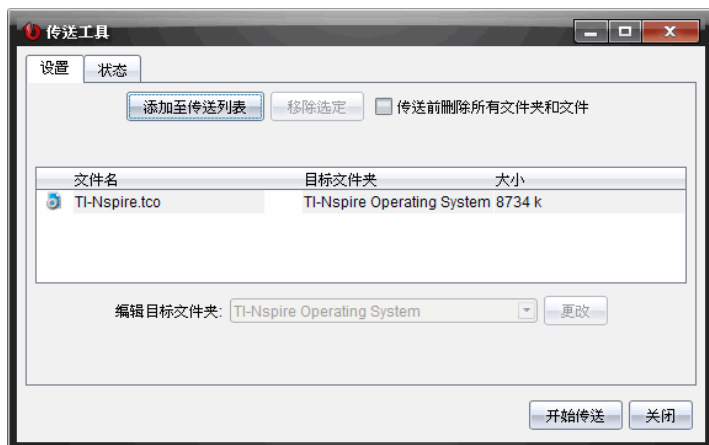 传送工具
设置 状态
添加至传送列表 移除选定 传送前删除所有文件夹和文件
文件名 目标文件夹 大小
TI-Nspire.tco TI-Nspire Operating System 8734 k
编辑目标文件夹: TI-Nspire Operating System 更改
开始传送 关闭